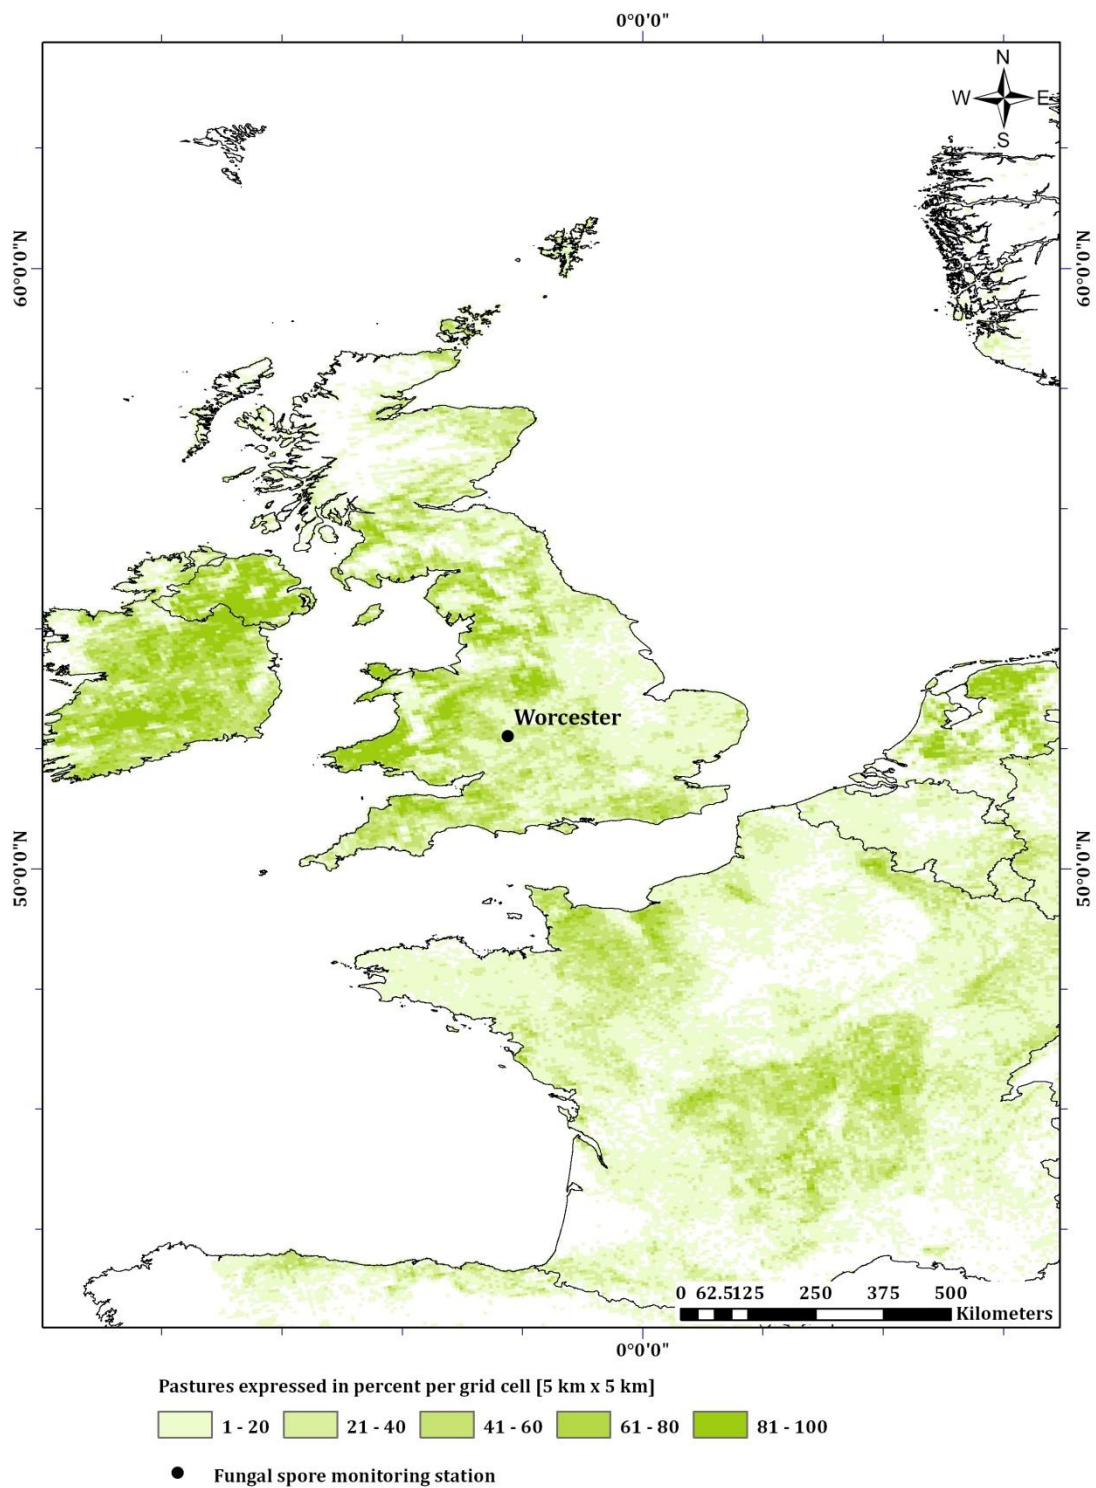 0°0'0"
N
W E
S
60°0'0"N
60°0'0"N
Worcester
50°0'0"N
50°0'0"N
0 62.5125 250 375 500
Kilometers
0°0'0"
Pastures expressed in percent per grid cell [5 km x 5 km]
1 - 20 21 - 40 41 - 60 61 - 80 81 - 100
Fungal spore monitoring station